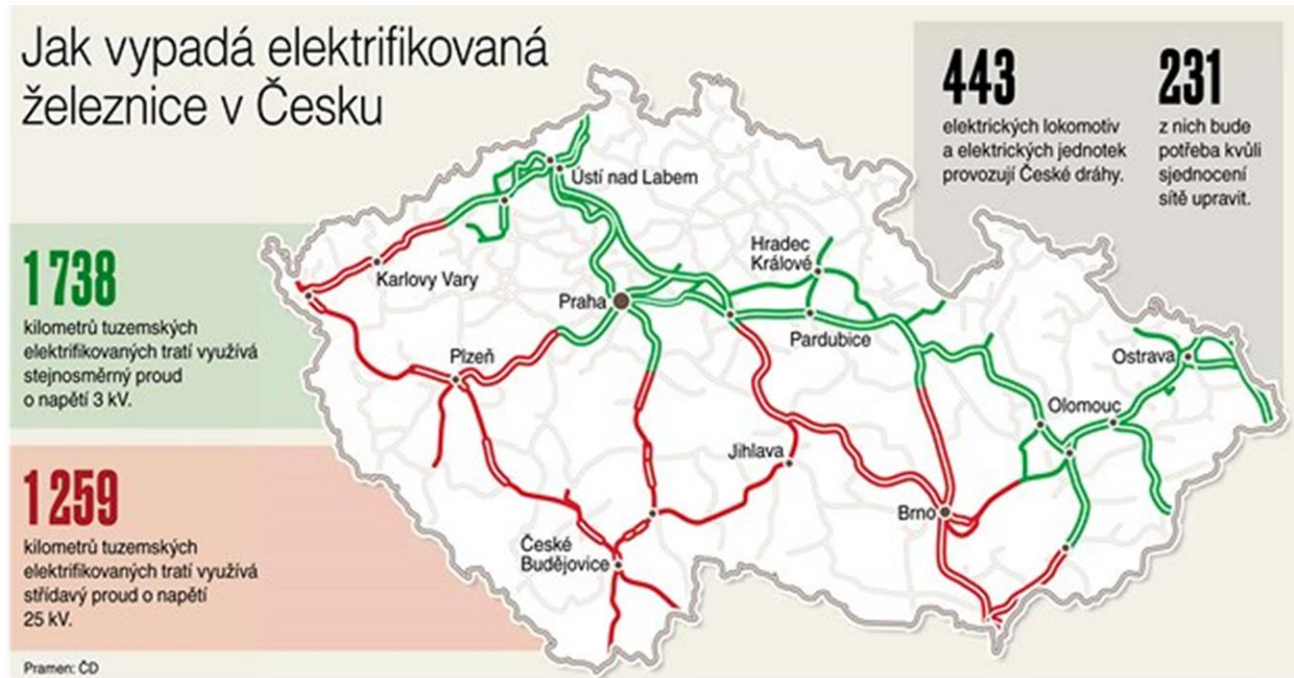 Jak vypadá elektrifikovaná
železnice v Česku
443
elektrických lokomotiv
a elektrických jednotek
provozují České dráhy.
231
z nich bude
potřeba kvůli
sjednocení
sítě upravit.
1 738
kilometrů tuzemských
elektrifikovaných tratí využívá
stejnosměrný proud
o napětí 3 kV.
1 259
kilometrů tuzemských
elektrifikovaných tratí využívá
střídavý proud o napětí
25 kV.
Ústí nad Labem
Karlovy Vary
Praha
Hradec
Králové
Pardubice
Plzeň
Ostrava
Olomouc
Jihlava
Brno
České
Budějovice
Pramen: ČD